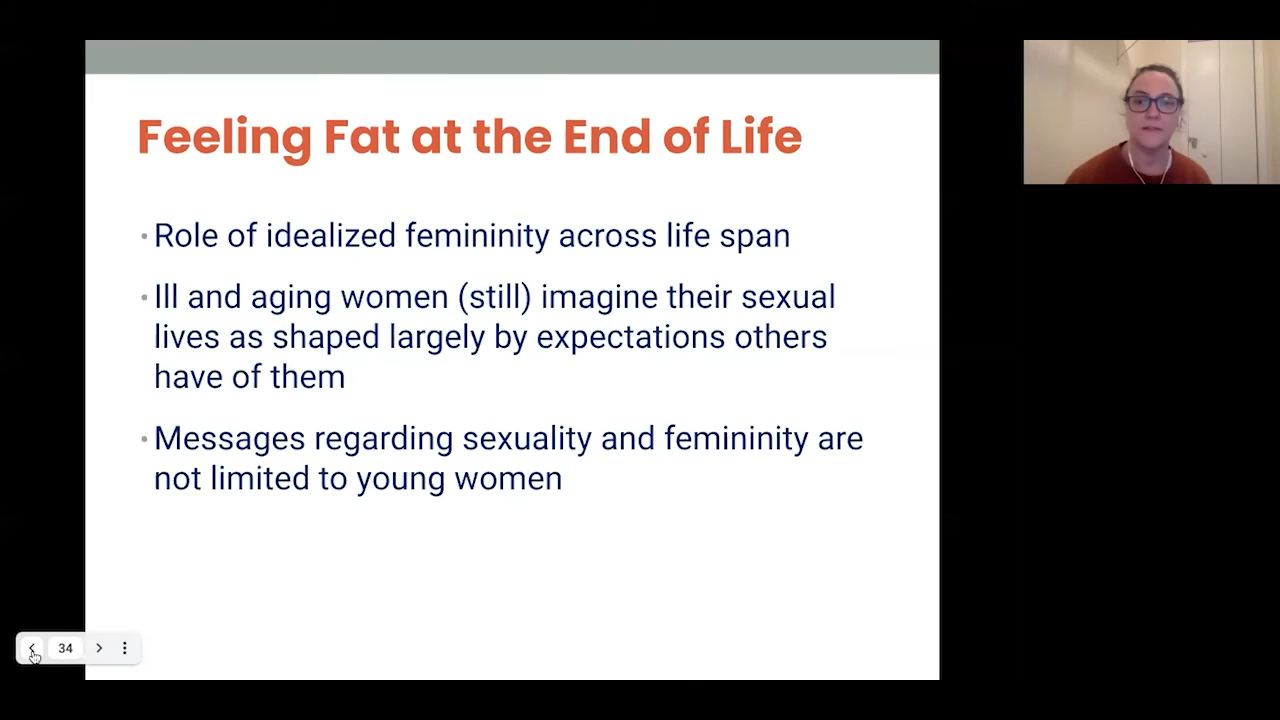 Feeling Fat at the End of Life
• Role of idealized femininity across life span
• Ill and aging women (still) imagine their sexual
lives as shaped largely by expectations others
have of them
• Messages regarding sexuality and femininity are
not limited to young women
34